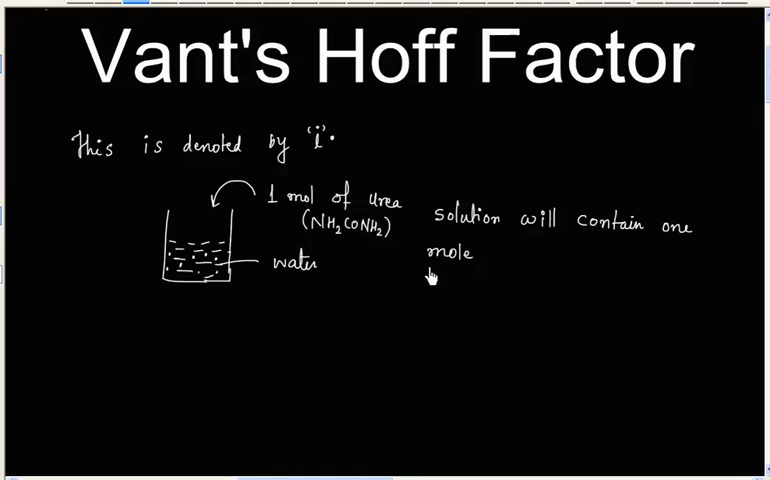 Vant's Hoff Factor
This is denoted by 'i'.
1 mol of urea
(NH2CONH2)
water
solution will contain one
mole